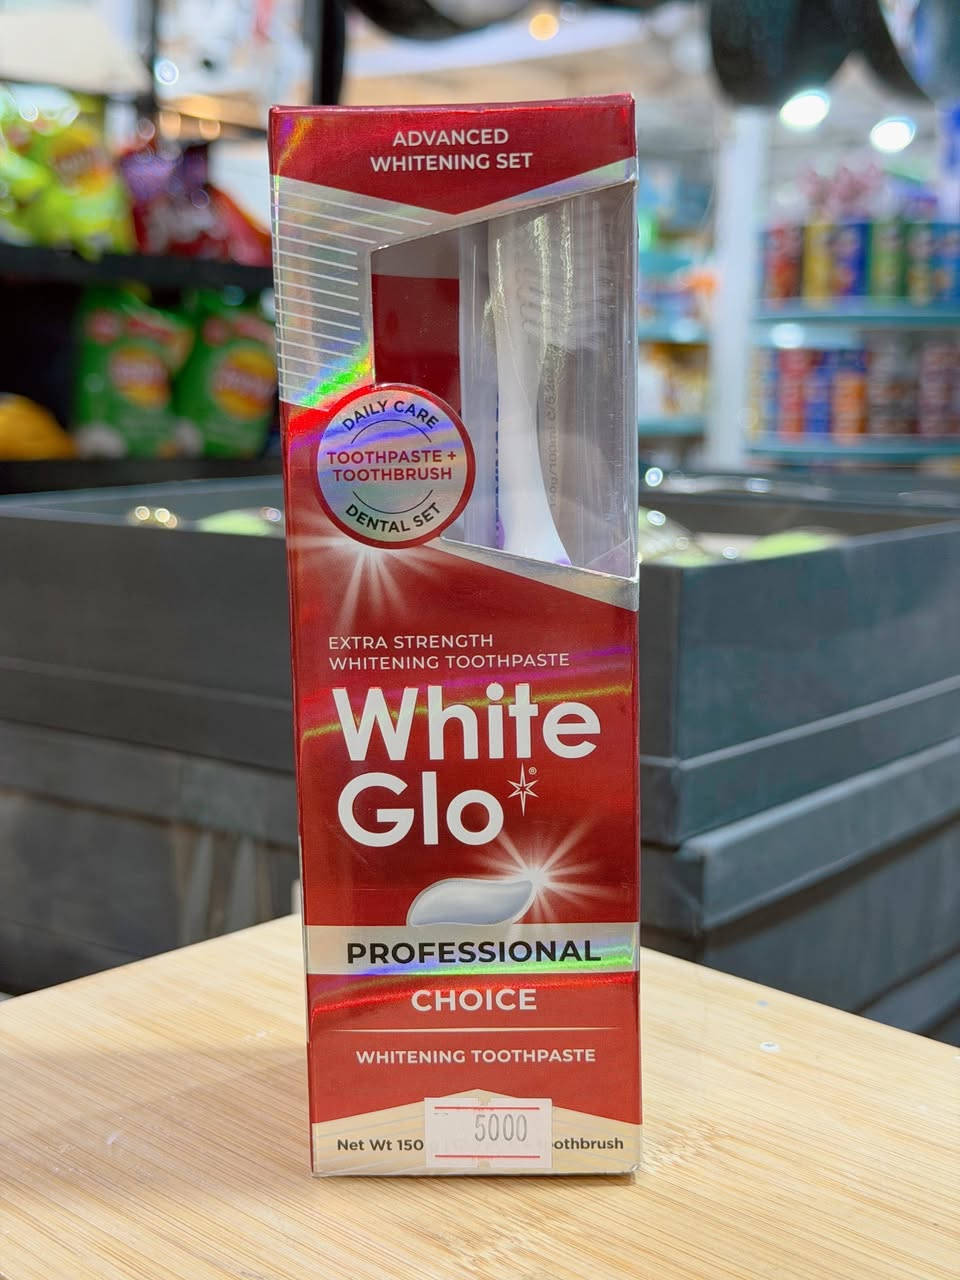 ADVANCED
WHITENING SET
DAILY CARE
TOOTHPASTE +
TOOTHBRUSH
DENTAL SET
EXTRA STRENGTH
WHITENING TOOTHPASTE
White
Glo®
PROFESSIONAL
CHOICE
WHITENING TOOTHPASTE
5000
Net Wt 150